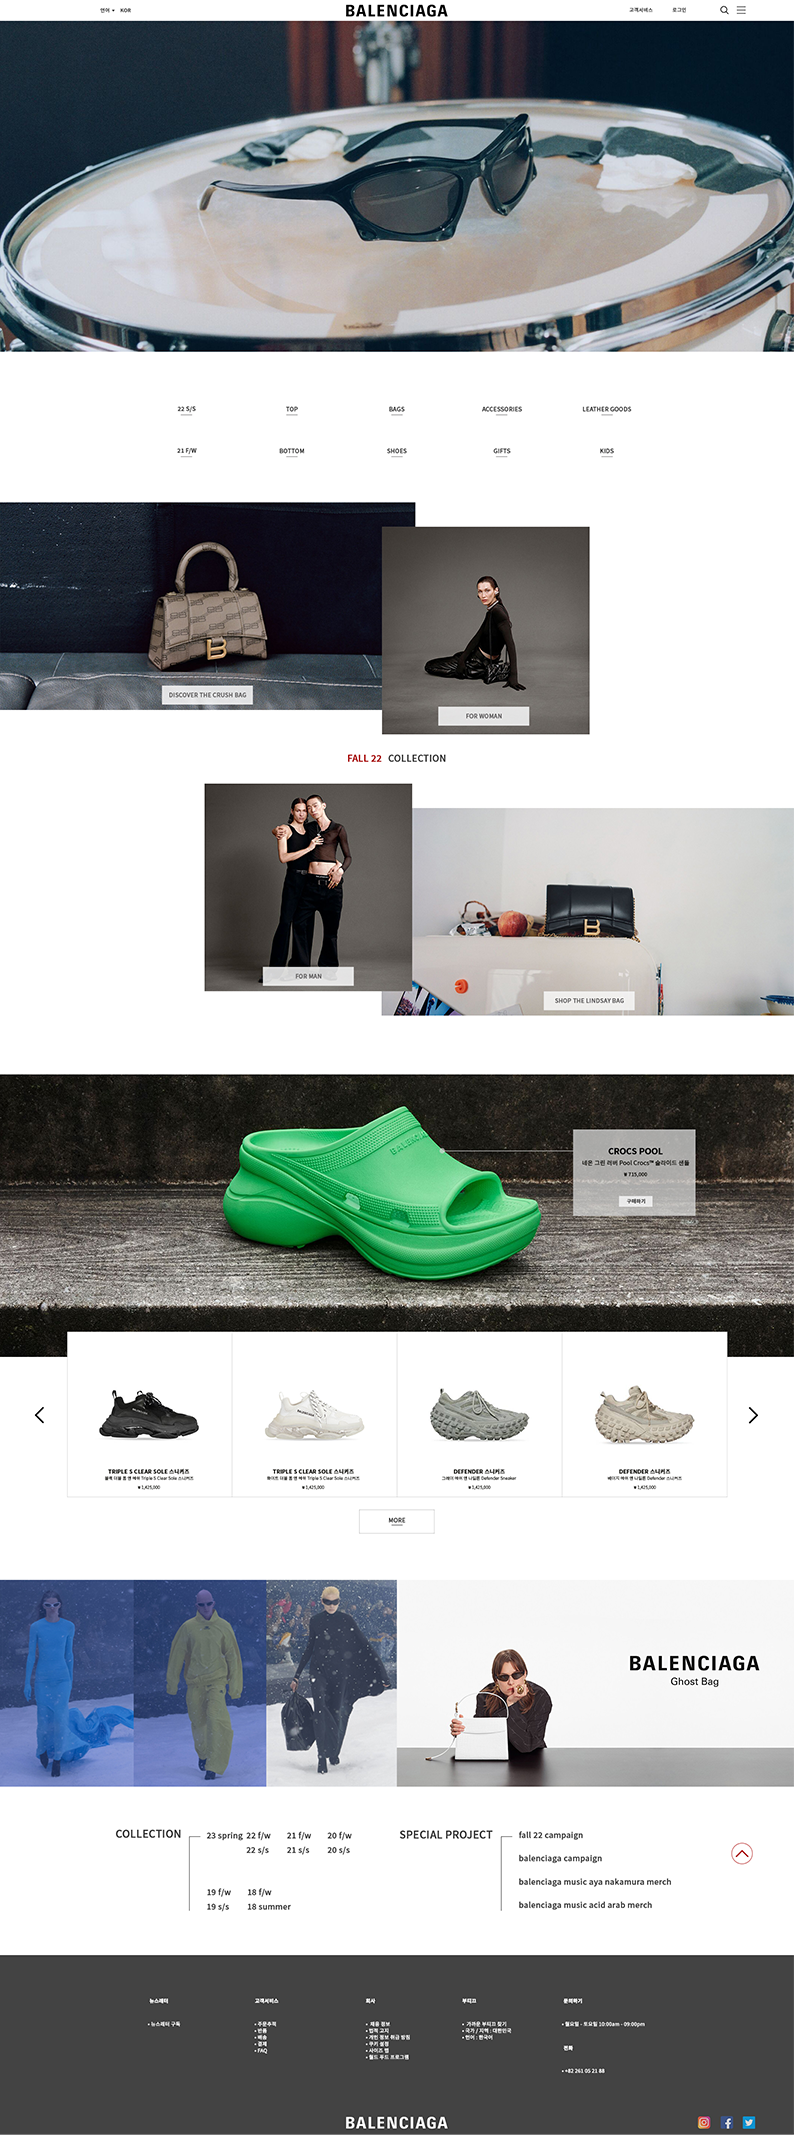 언어 KOR
BALENCIAGA
고객서비스 로그인
22 S/S TOP BAGS ACCESSORIES LEATHER GOODS
21 F/W BOTTOM SHOES GIFTS KIDS
DISCOVER THE CRUSH BAG
FOR WOMAN
FALL 22 COLLECTION
FOR MAN
SHOP THE LINDSAY BAG
BALENCIAGA
CROCS POOL
네온 그린 러버 Pool Crocs™ 슬라이드 샌들
₩ 715,000
구매하기
TRIPLE S CLEAR SOLE 스니커즈
블랙 더블 폼 앤 메쉬 Triple S Clear Sole 스니커즈
₩ 1,425,000
TRIPLE S CLEAR SOLE 스니커즈
화이트 더블 폼 앤 메쉬 Triple S Clear Sole 스니커즈
₩ 1,425,000
DEFENDER 스니커즈
그레이 메쉬 앤 나일론 Defender Sneaker
₩ 1,425,000
DEFENDER 스니커즈
베이지 메쉬 앤 나일론 Defender 스니커즈
₩ 1,425,000
MORE
BALENCIAGA
Ghost Bag
COLLECTION
23 spring 22 f/w 21 f/w 20 f/w
22 s/s 21 s/s 20 s/s
19 f/w 18 f/w
19 s/s 18 summer
SPECIAL PROJECT
fall 22 campaign
balenciaga campaign
balenciaga music aya nakamura merch
balenciaga music acid arab merch
뉴스레터
• 뉴스레터 구독
고객서비스
• 주문추적
• 반품
• 배송
• 결제
• FAQ
회사
• 채용 정보
• 법적 고지
• 개인 정보 취급 방침
• 쿠키 설정
• 사이즈 맵
• 월드 푸드 프로그램
부티끄
• 가까운 부티끄 찾기
• 국가 / 지역 : 대한민국
• 언어 : 한국어
문의하기
• 월요일 - 토요일 10:00am - 09:00pm
전화
• +82 261 05 21 88
BALENCIAGA